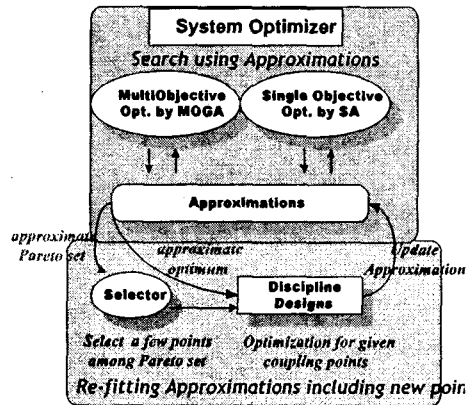 System Optimizer
Search using Approximations
MultiObjective
Opt. by MOGA
Single Objective
Opt. by SA
Approximations
approximate
Pareto set
approximate
optimum
Update
Approximation
Selector
Discipline
Designs
Select a few points
among Pareto set
Optimization for given
coupling points
Re-fitting Approximations including new poin